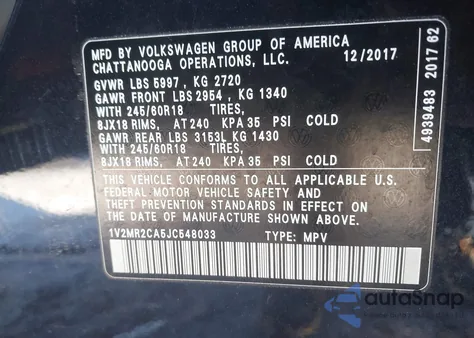 MFD BY VOLKSWAGEN GROUP OF AMERICA
CHATTANOOGA OPERATIONS, LLC. 12/2017
GVWR LBS 5997 , KG 2720
GAWR FRONT LBS 2954 , KG 1340
WITH 245/60R18 TIRES,
8JX18 RIMS, AT 240 KPA 35 PSI COLD
GAWR REAR LBS 3153L KG 1430
WITH 245/60R18 TIRES,
8JX18 RIMS, AT 240 KPA 35 PSI COLD
THIS VEHICLE CONFORMS TO ALL APPLICABLE U.S.
FEDERAL MOTOR VEHICLE SAFETY AND
THEFT PREVENTION STANDARDS IN EFFECT ON THE
DATE OF MANUFACTURE SHOWN ABOVE.
1V2MR2CA5JC548033 TYPE: MPV
4939483 2017 62
autoSnap